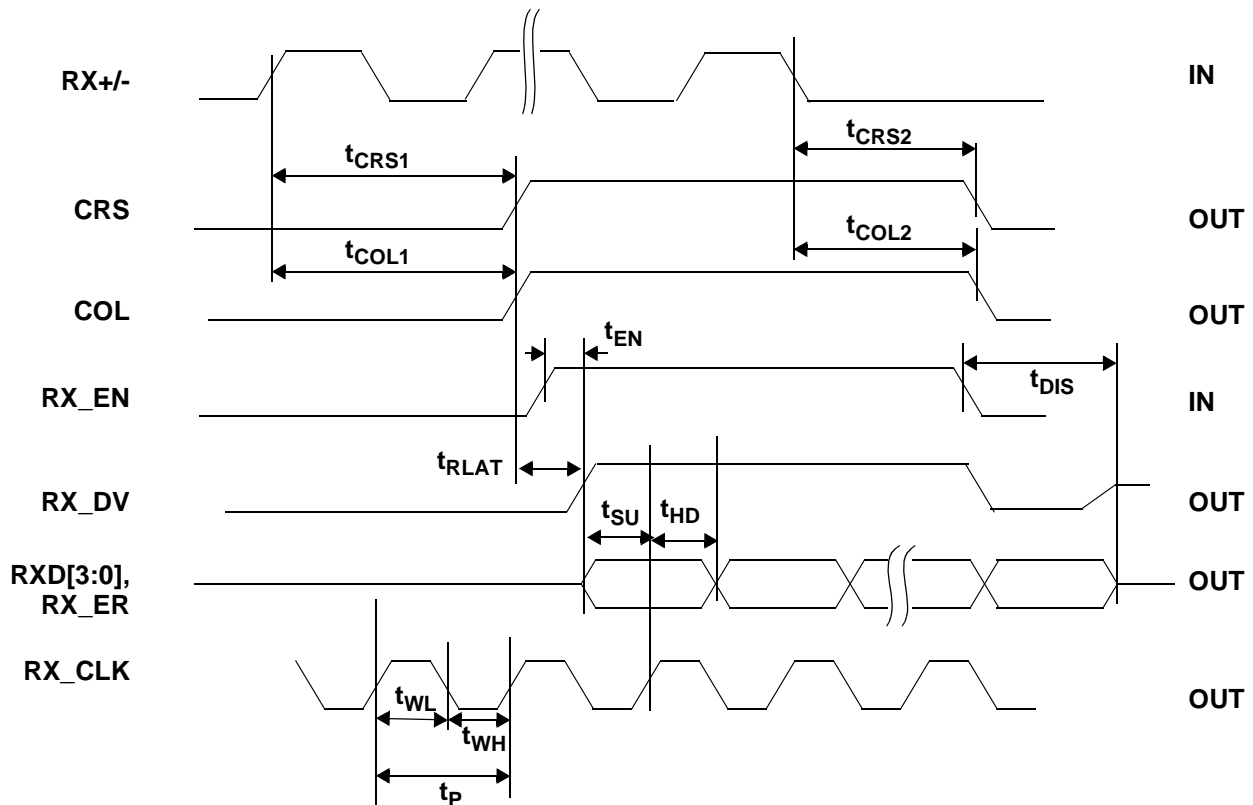 RX+/- IN
tCRS2
tCRS1
CRS OUT
tCOL2
tCOL1
COL OUT
tEN
tDIS
RX_EN IN
tRLAT
RX_DV OUT
tSU tHD
RXD[3:0], OUT
RX_ER
RX_CLK OUT
tWL
tWH
tP